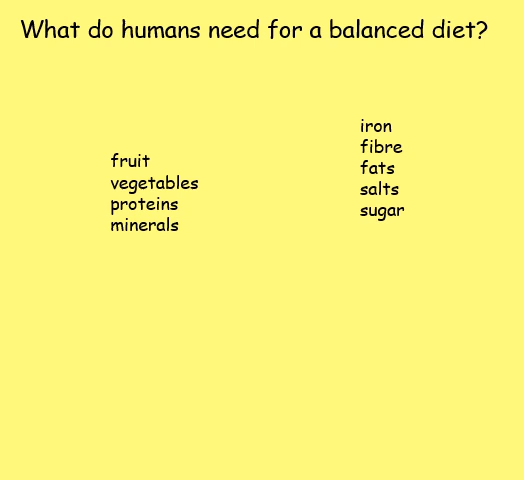 What do humans need for a balanced diet?
fruit
vegetables
proteins
minerals
iron
fibre
fats
salts
sugar